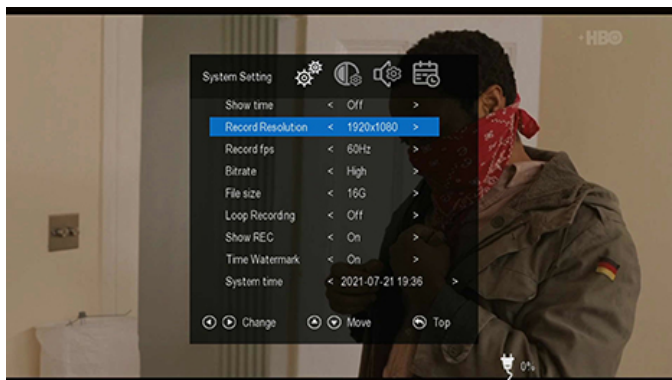 HBO
System Setting
Show time < Off >
Record Resolution < 1920x1080 >
Record fps < 60Hz >
Bitrate < High >
File size < 16G >
Loop Recording < Off >
Show REC < On >
Time Watermark < On >
System time < 2021-07-21 19:36 >
Change Move Top
0%